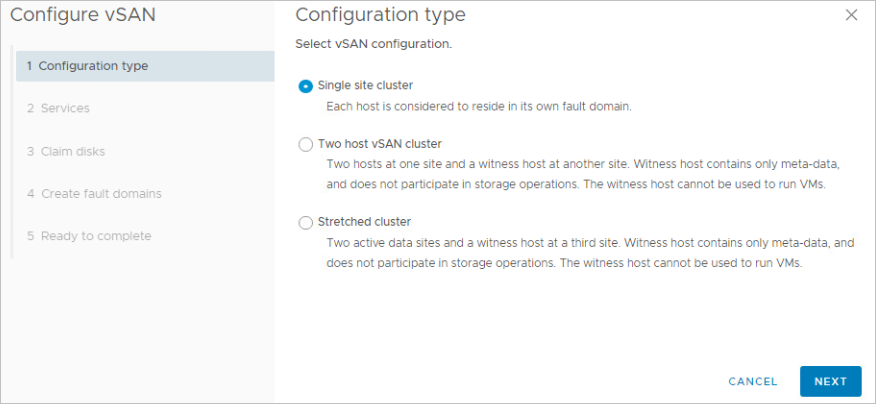 Configure vSAN
1 Configuration type
2 Services
3 Claim disks
4 Create fault domains
5 Ready to complete
Configuration type
Select vSAN configuration.
Single site cluster
Each host is considered to reside in its own fault domain.
Two host vSAN cluster
Two hosts at one site and a witness host at another site. Witness host contains only meta-data,
and does not participate in storage operations. The witness host cannot be used to run VMs.
Stretched cluster
Two active data sites and a witness host at a third site. Witness host contains only meta-data, and
does not participate in storage operations. The witness host cannot be used to run VMs.
CANCEL
NEXT